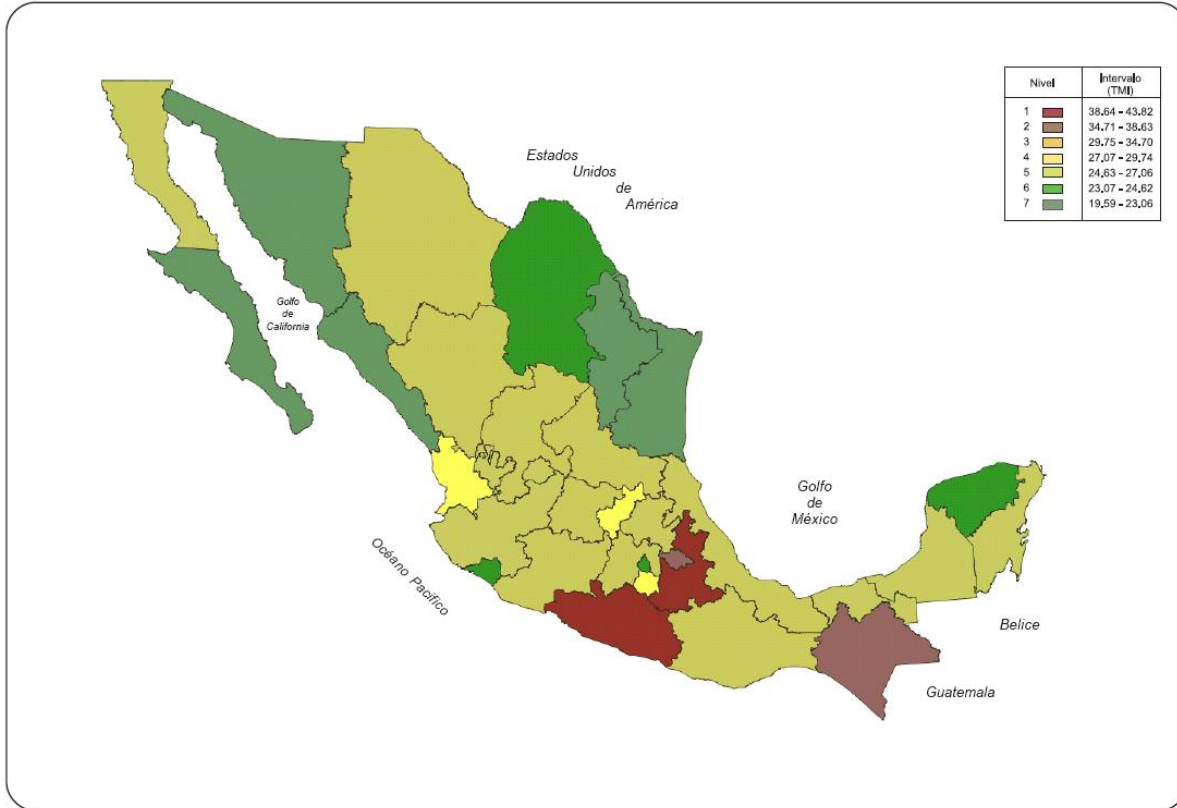 Nivel Intervalo (TMI)
1 38.64 - 43.82
2 34.71 - 38.63
3 29.75 - 34.70
4 27.07 - 29.74
5 24.63 - 27.06
6 23.07 - 24.62
7 19.59 - 23.06
Estados
Unidos
de
América
Golfo
de
California
Golfo
de
México
Océano Pacífico
Belice
Guatemala